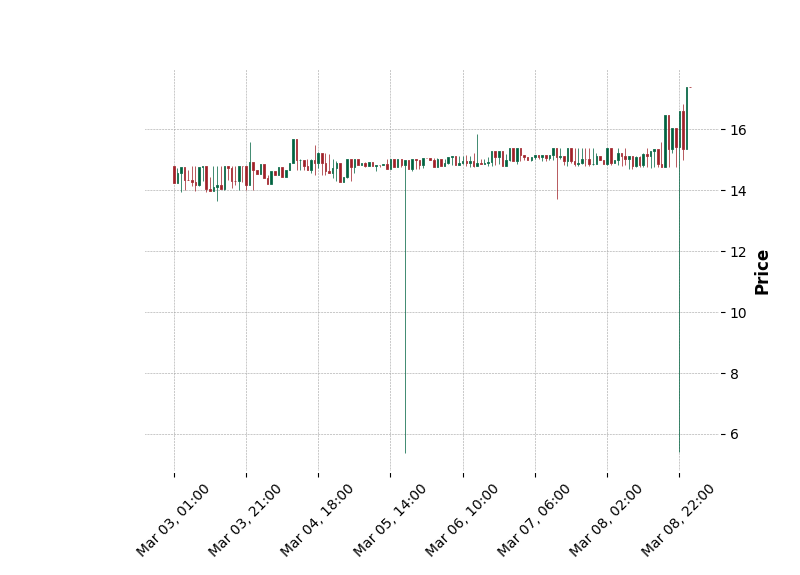 16
14
12
10
8
6
Price
Mar 03, 01:00
Mar 03, 21:00
Mar 04, 18:00
Mar 05, 14:00
Mar 06, 10:00
Mar 07, 06:00
Mar 08, 02:00
Mar 08, 22:00